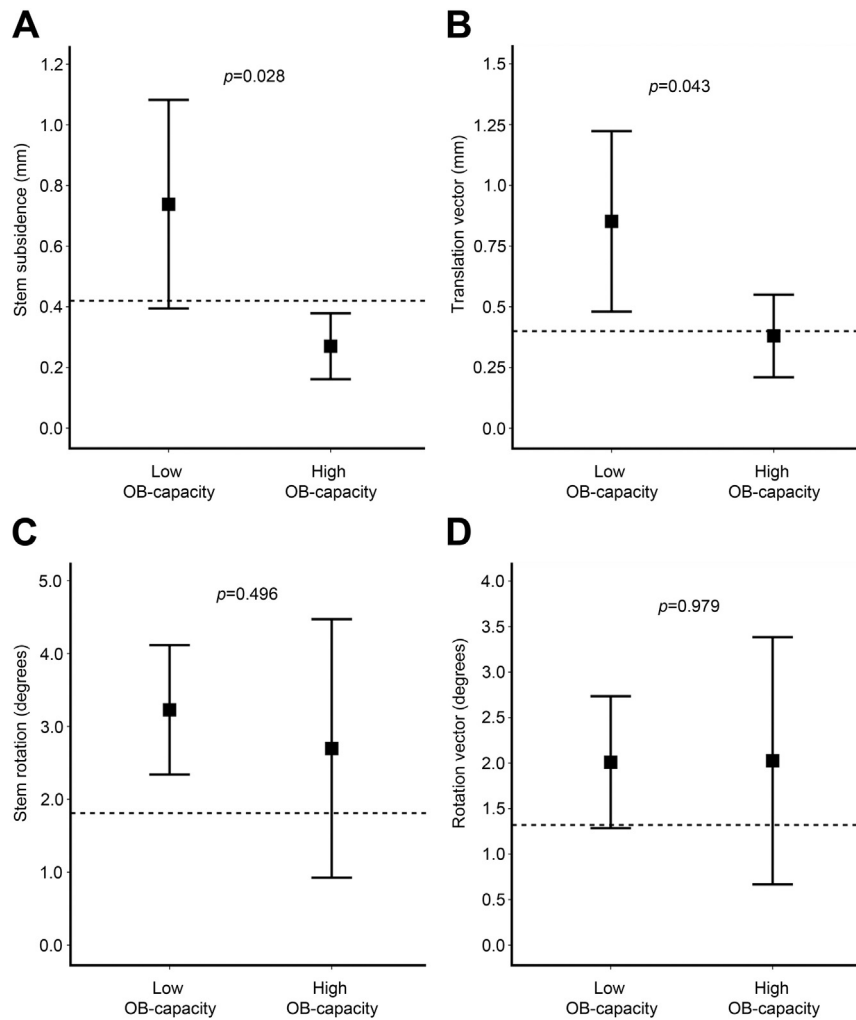 A
Stem subsidence (mm)
1.2
1.0
0.8
0.6
0.4
0.2
0.0
p=0.028
Low
OB-capacity
High
OB-capacity
B
Translation vector (mm)
1.5
1.25
1.0
0.75
0.5
0.25
0.0
p=0.043
Low
OB-capacity
High
OB-capacity
C
Stem rotation (degrees)
5.0
4.0
3.0
2.0
1.0
0.0
p=0.496
Low
OB-capacity
High
OB-capacity
D
Rotation vector (degrees)
4.0
3.5
3.0
2.5
2.0
1.5
1.0
0.5
0.0
p=0.979
Low
OB-capacity
High
OB-capacity